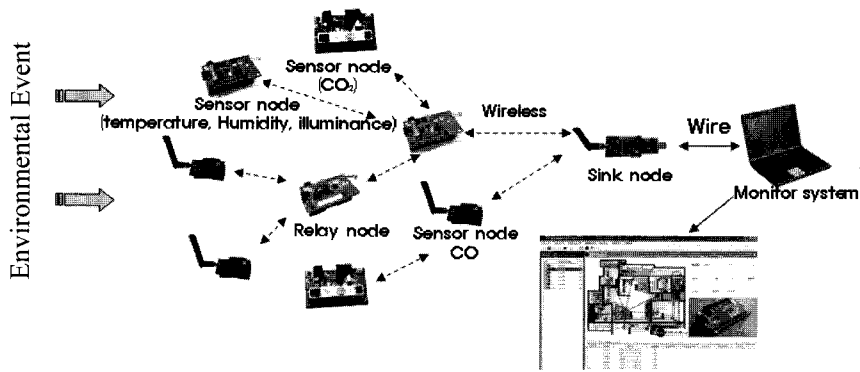 Environmental Event
Sensor node
(CO₂)
Sensor node
(temperature, Humidity, illuminance)
Wireless
Wire
Sink node
Monitor system
Relay node
Sensor node
CO